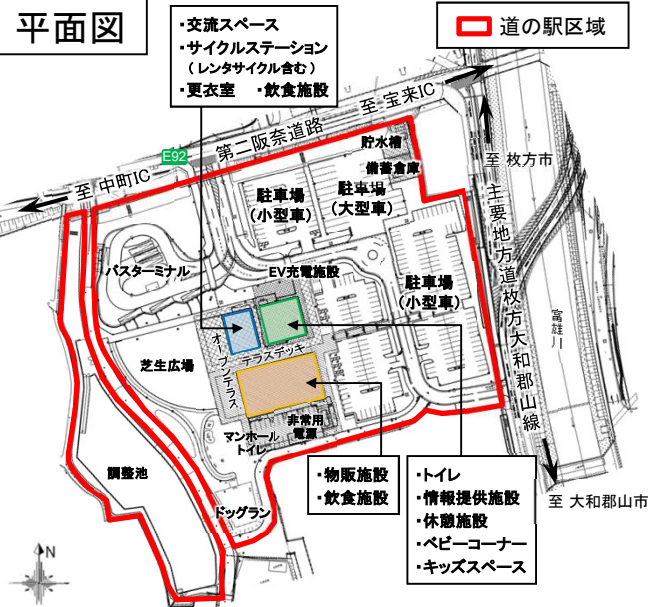 平面図
・交流スペース
・サイクルステーション
（レンタサイクル含む）
・更衣室　・飲食施設
道の駅区域
至 宝来IC
第二阪奈道路
E92
至 中町IC
貯水槽
備蓄倉庫
至 枚方市
駐車場
（小型車）
駐車場
（大型車）
主要地方道枚方大和郡山線
バスターミナル
EV充電施設
駐車場
（小型車）
富雄川
オープンテラス
テラスデッキ
芝生広場
非常用
電源
マンホール
トイレ
調整池
・物販施設
・飲食施設
・トイレ
・情報提供施設
・休憩施設
・ベビーコーナー
・キッズスペース
至 大和郡山市
ドッグラン
N